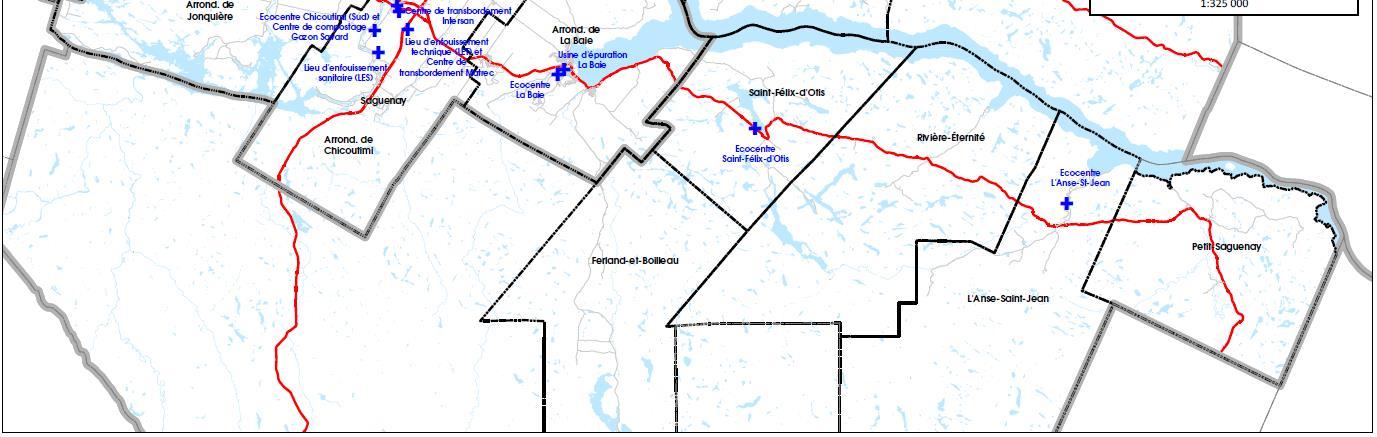 1:325 000
Arrond. de
Jonquière
Ecocentre Chicoutimi (Sud) et
Centre de compostage
Gazon Savard
Centre de transbordement
Intersan
Lieu d'enfouissement
technique (LET) et
Centre de
transbordement Matrec
Lieu d'enfouissement
sanitaire (LES)
Saguenay
Arrond. de
La Baie
Usine d'épuration
La Baie
Ecocentre
La Baie
Arrond. de
Chicoutimi
Saint-Félix-d'Otis
Ecocentre
Saint-Félix-d'Otis
Rivière-Éternité
Ecocentre
L'Anse-St-Jean
Petit-Saguenay
Ferland-et-Boilleau
L'Anse-Saint-Jean